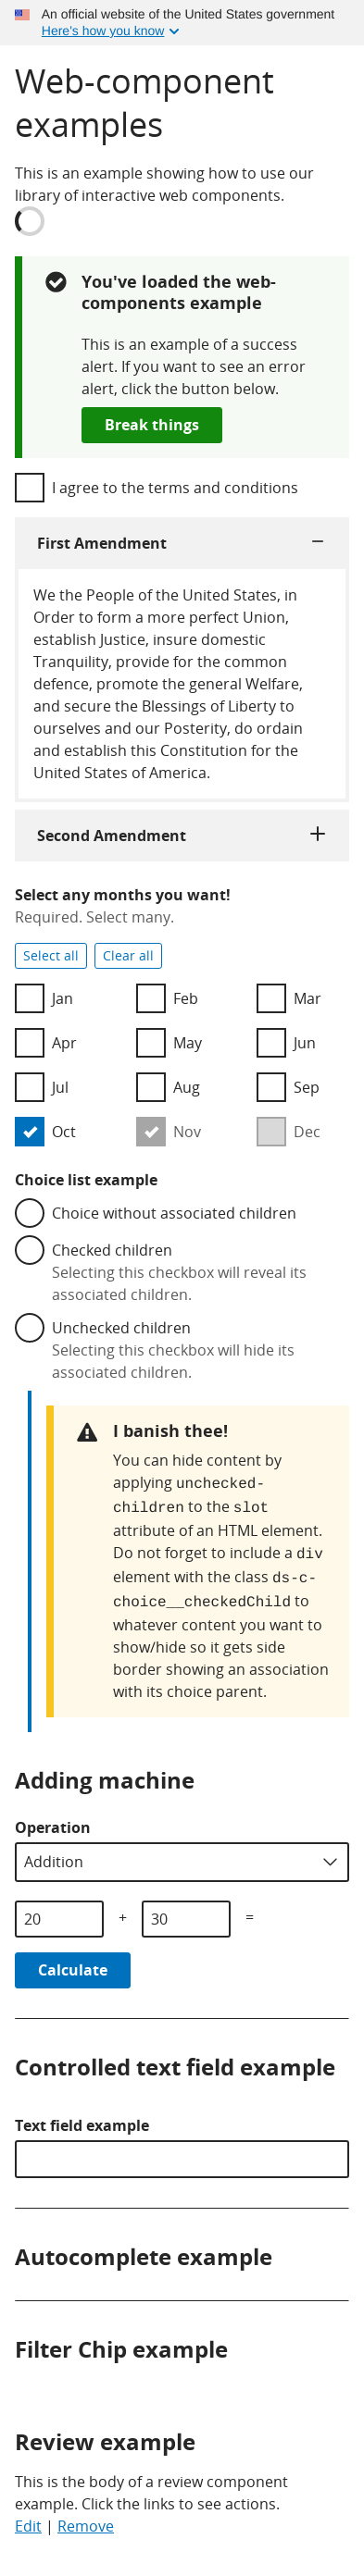 An official website of the United States government
Here's how you know
Web-component
examples
This is an example showing how to use our
library of interactive web components.
You've loaded the web-
components example
This is an example of a success
alert. If you want to see an error
alert, click the button below.
Break things
I agree to the terms and conditions
First Amendment
We the People of the United States, in
Order to form a more perfect Union,
establish Justice, insure domestic
Tranquility, provide for the common
defence, promote the general Welfare,
and secure the Blessings of Liberty to
ourselves and our Posterity, do ordain
and establish this Constitution for the
United States of America.
Second Amendment
Select any months you want!
Required. Select many.
Select all Clear all
Jan Feb Mar
Apr May Jun
Jul Aug Sep
Oct Nov Dec
Choice list example
Choice without associated children
Checked children
Selecting this checkbox will reveal its
associated children.
Unchecked children
Selecting this checkbox will hide its
associated children.
I banish thee!
You can hide content by
applying unchecked-
children to the slot
attribute of an HTML element.
Do not forget to include a div
element with the class ds-c-
choice__checkedChild to
whatever content you want to
show/hide so it gets side
border showing an association
with its choice parent.
Adding machine
Operation
Addition
20 + 30 =
Calculate
Controlled text field example
Text field example
Autocomplete example
Filter Chip example
Review example
This is the body of a review component
example. Click the links to see actions.
Edit | Remove